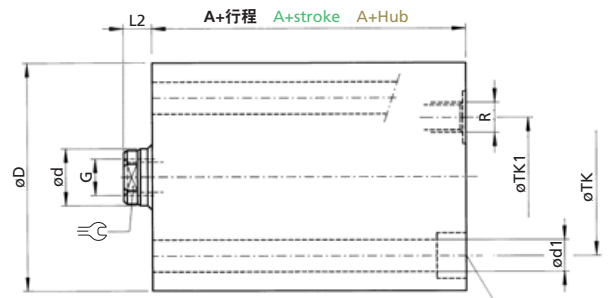 L2
A+行程 A+stroke A+Hub
øD
ød
G
R
øTK1
øTK
ød1